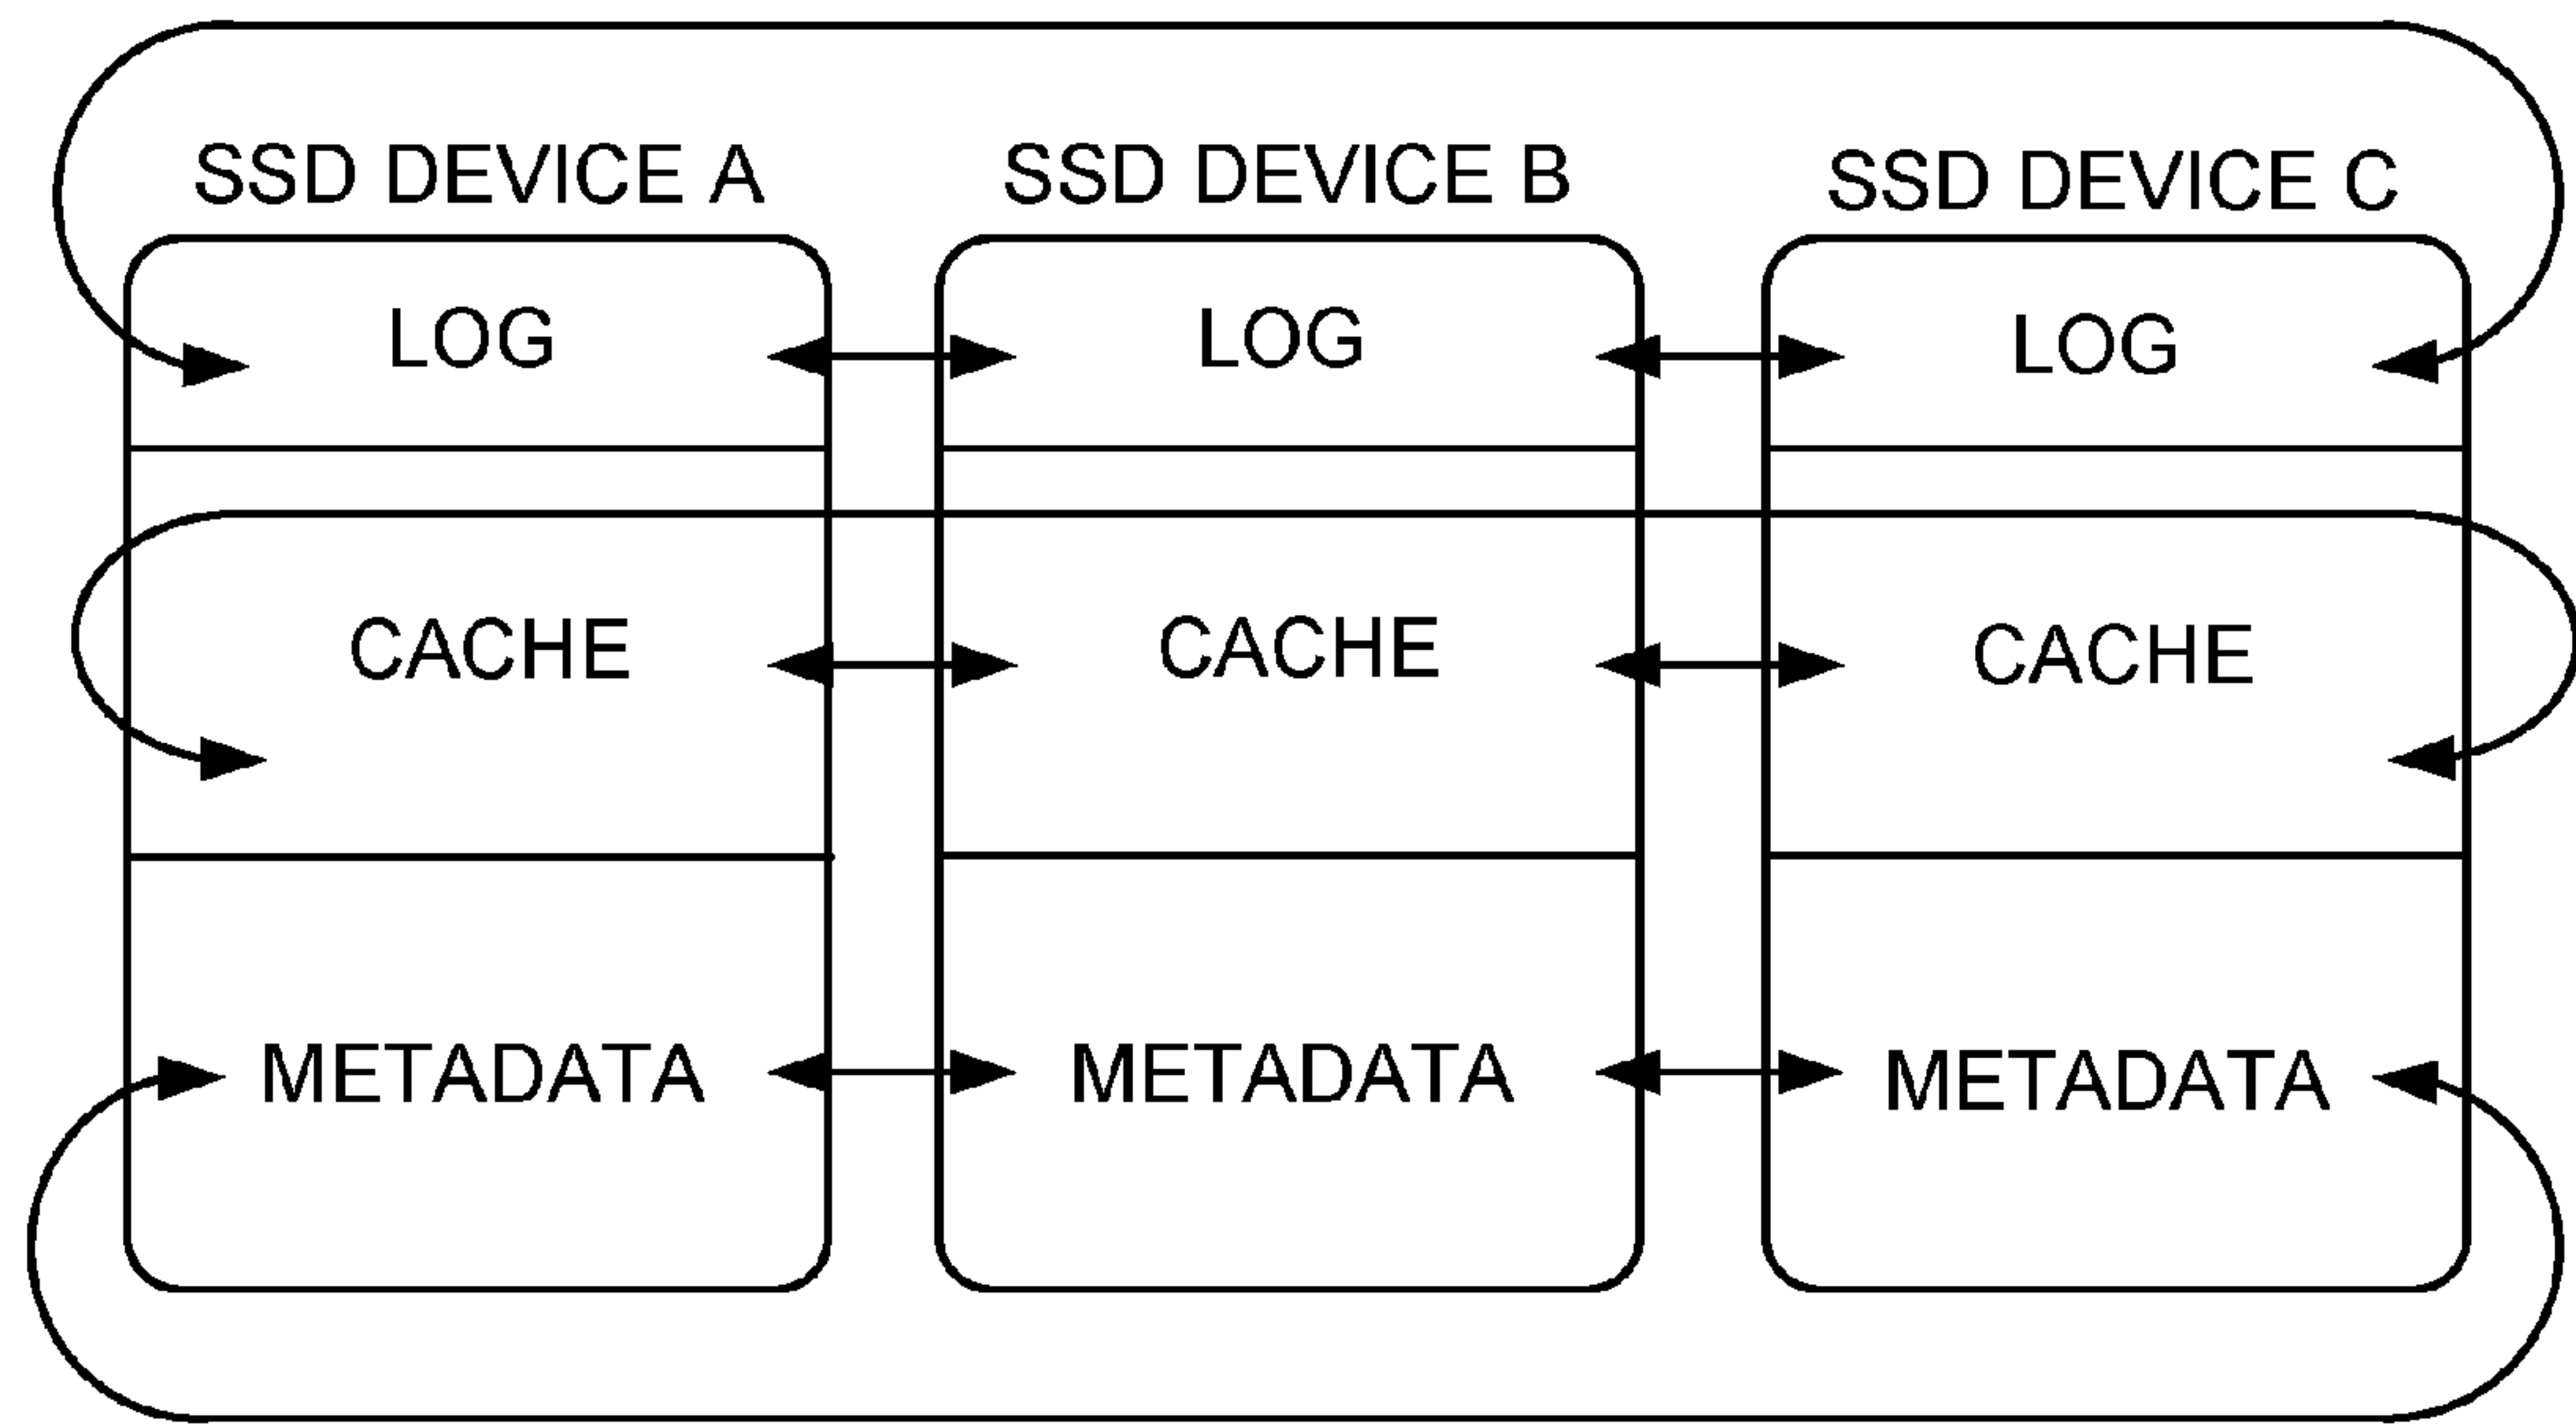 SSD DEVICE A
SSD DEVICE B
SSD DEVICE C
LOG
LOG
LOG
CACHE
CACHE
CACHE
METADATA
METADATA
METADATA